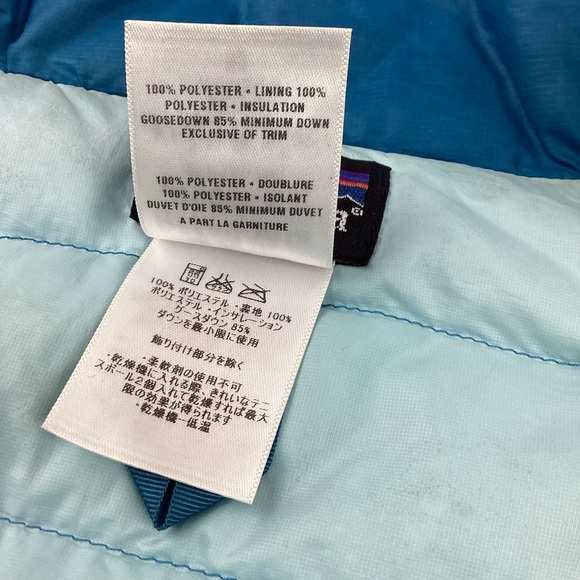 100% POLYESTER • LINING 100%
POLYESTER • INSULATION
GOOSEDOWN 85% MINIMUM DOWN
EXCLUSIVE OF TRIM
100% POLYESTER • DOUBLURE
100% POLYESTER • ISOLANT
DUVET D'OIE 85% MINIMUM DUVET
A PART LA GARNITURE
a
100% ポリエステル・裏地 100%
ポリエステル・インサレーション
グースダウン 85%
ダウンを最小限に使用
飾り付け部分を除く
・柔軟剤の使用不可
・乾燥機に入れる際、きれいなテニ
スボール2個入れて乾燥すれば最大
限の効果が得られます
・乾燥機一低温